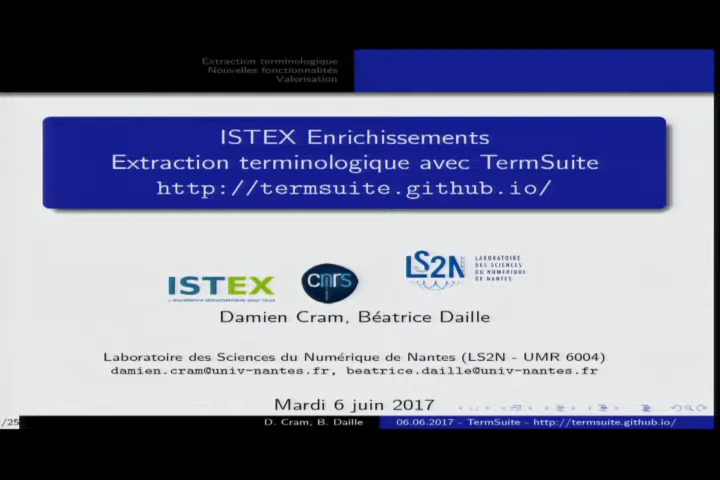 Extraction terminologique
Nouvelles fonctionnalités
Valorisation
ISTEX Enrichissements
Extraction terminologique avec TermSuite
http://termsuite.github.io/
ISTEX
L'excellence documentaire pour tous
cnrs
LS2N
LABORATOIRE
DES SCIENCES
DU NUMÉRIQUE
DE NANTES
Damien Cram, Béatrice Daille
Laboratoire des Sciences du Numérique de Nantes (LS2N - UMR 6004)
damien.cram@univ-nantes.fr, beatrice.daille@univ-nantes.fr
Mardi 6 juin 2017
/25
D. Cram, B. Daille
06.06.2017 - TermSuite - http://termsuite.github.io/